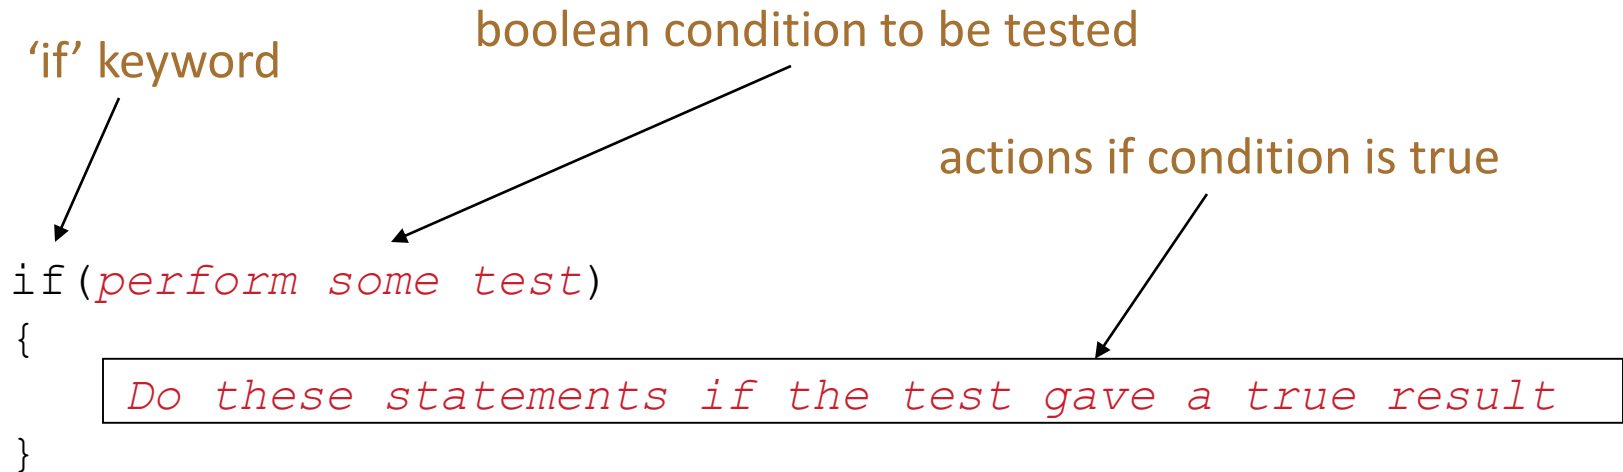 boolean condition to be tested
‘if’ keyword
actions if condition is true
if(perform some test)
{
Do these statements if the test gave a true result
}